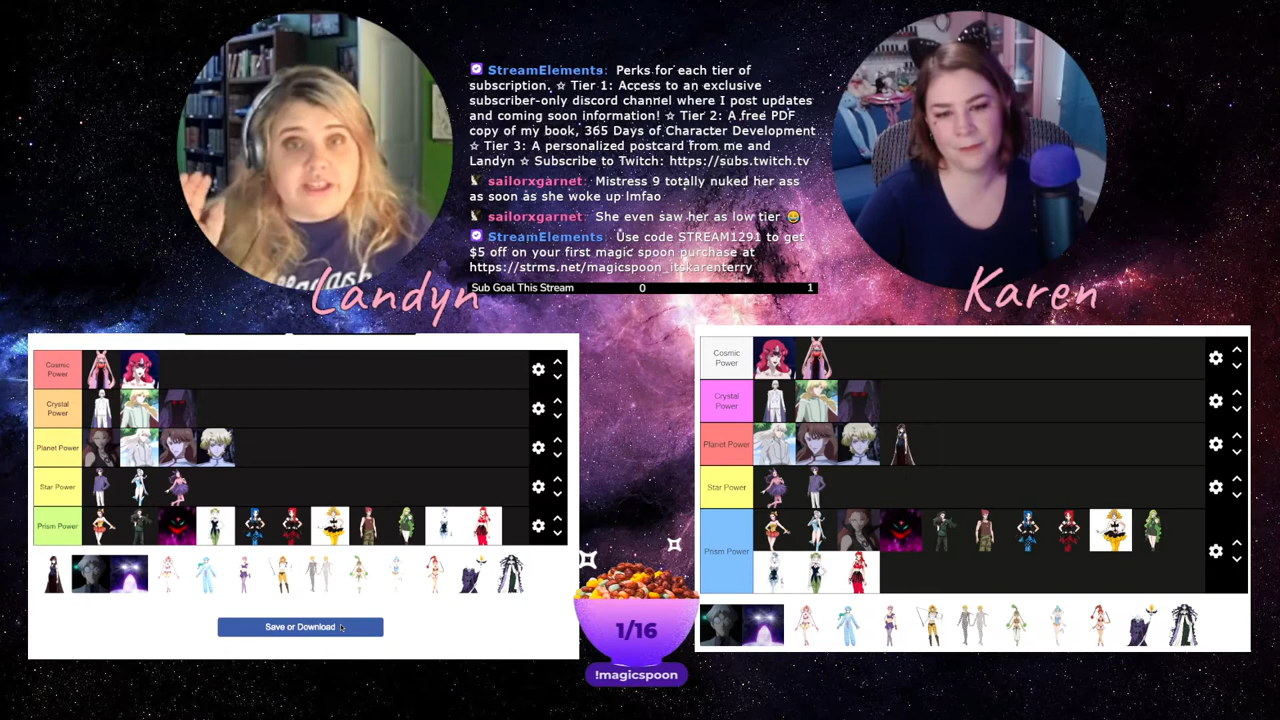 StreamElements: Perks for each tier of
subscription. ☆ Tier 1: Access to an exclusive
subscriber-only discord channel where I post updates
and coming soon information! ☆ Tier 2: A free PDF
copy of my book, 365 Days of Character Development
☆ Tier 3: A personalized postcard from me and
Landyn ☆ Subscribe to Twitch: https://subs.twitch.tv
sailorxgarnet: Mistress 9 totally nuked her ass
as soon as she woke up lmfao
sailorxgarnet: She even saw her as low tier 😂
StreamElements: Use code STREAM1291 to get
$5 off on your first magic spoon purchase at
https://strms.net/magicspoon_itskarenterry
Sub Goal This Stream 0 1
Landyn
Karen
Cosmic
Power
Crystal
Power
Planet Power
Star Power
Prism Power
Save or Download
Cosmic
Power
Crystal
Power
Planet Power
Star Power
Prism Power
1/16
!magicspoon